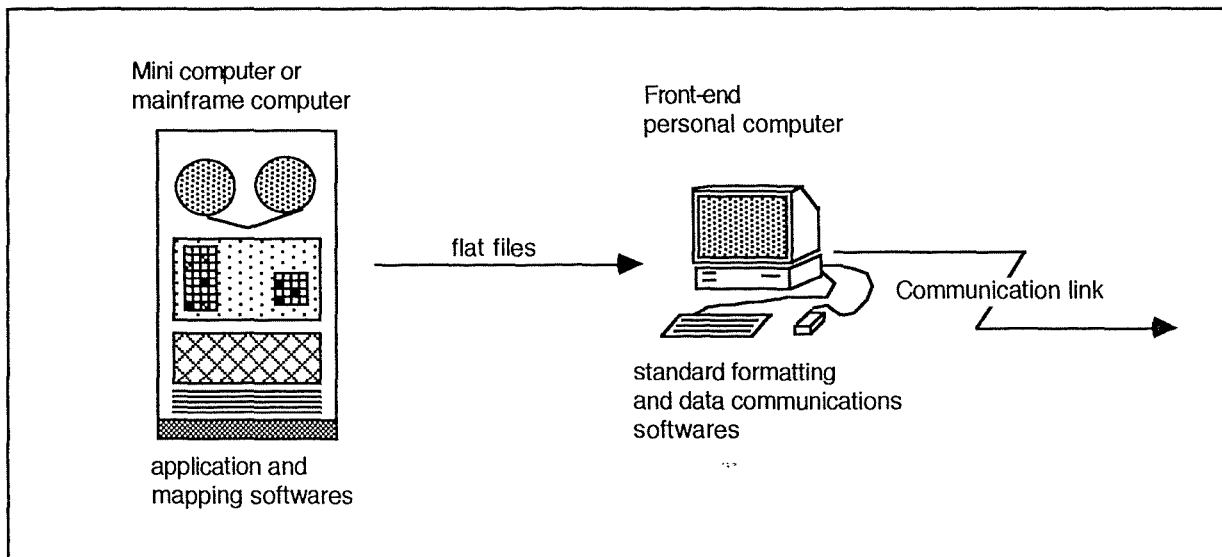 Mini computer or
mainframe computer
application and
mapping softwares
flat files
Front-end
personal computer
standard formatting
and data communications
softwares
Communication link